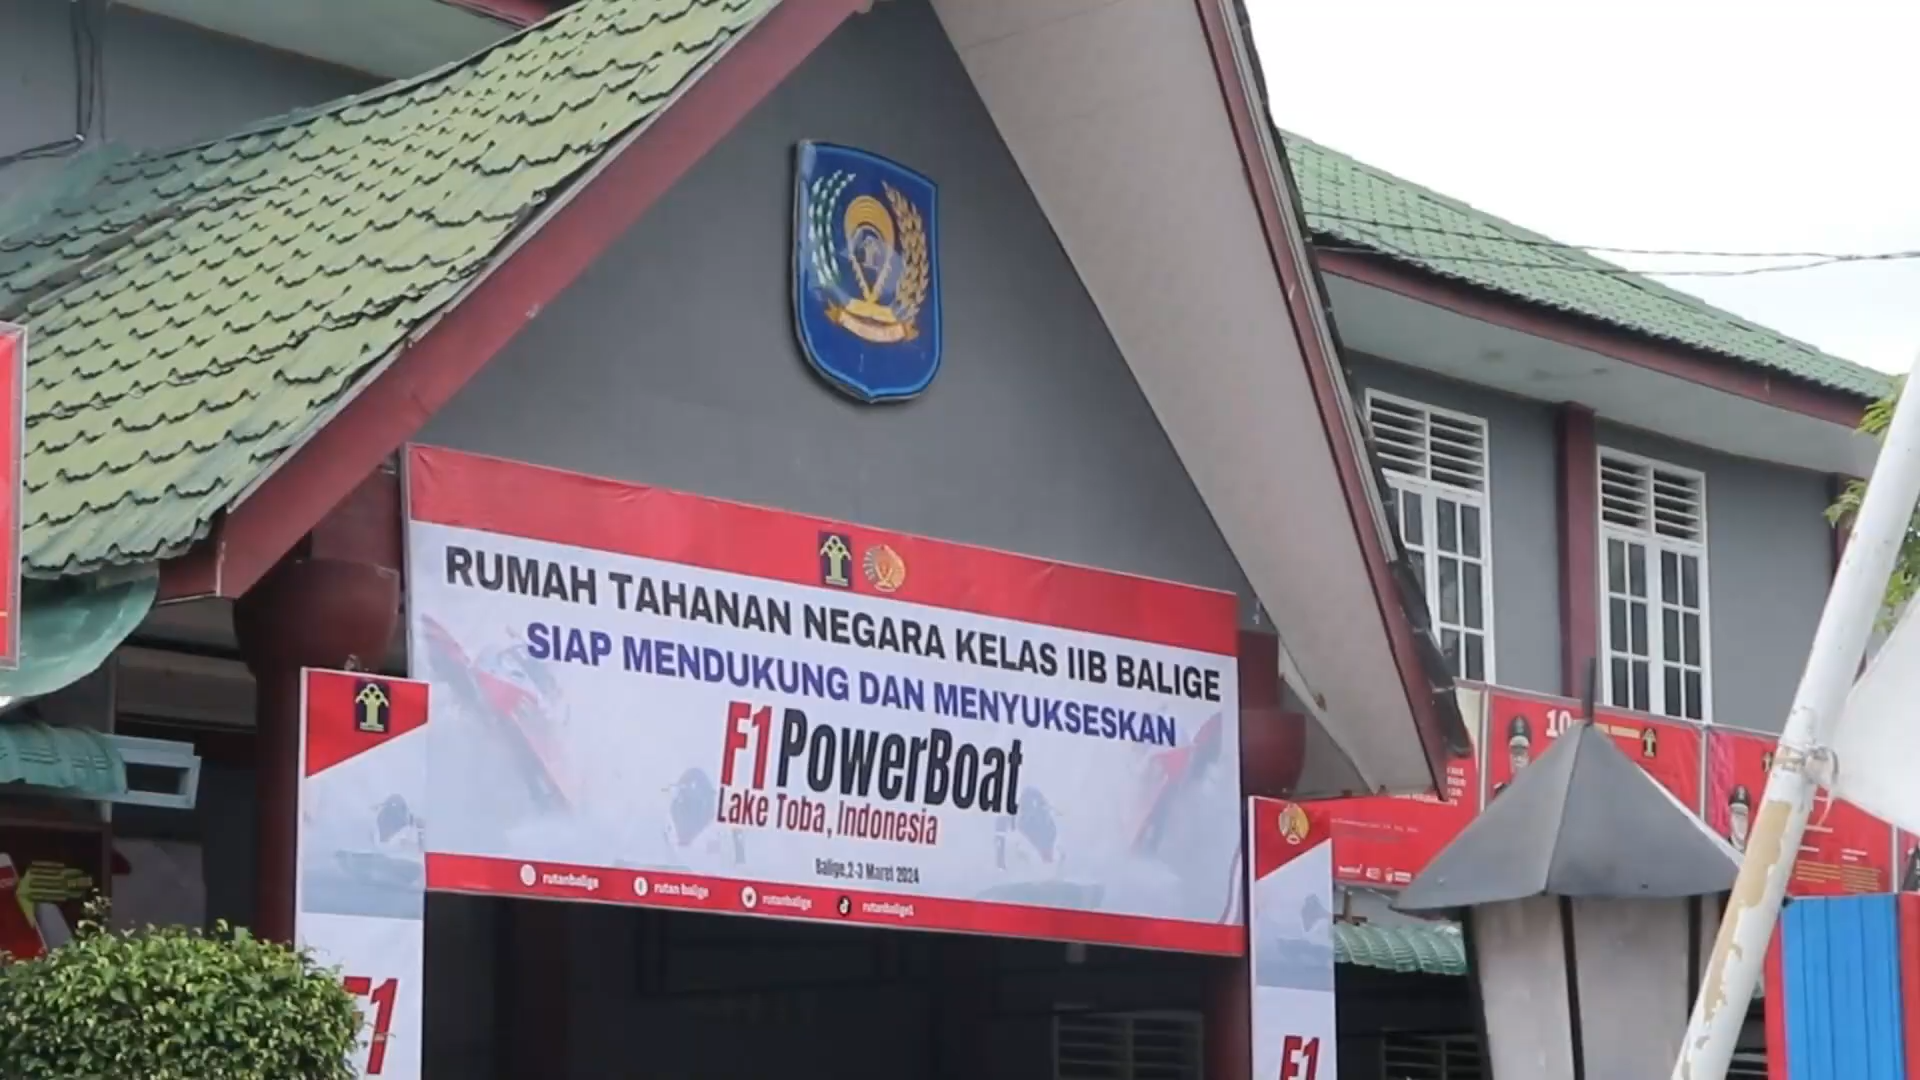 RUMAH TAHANAN NEGARA KELAS IIB BALIGE
SIAP MENDUKUNG DAN MENYUKSESKAN
F1 PowerBoat
Lake Toba, Indonesia
Balige, 2-3 Maret 2024
rutanbalige
rutan balige
rutanbalige
rutanbalige1
F1
F1
10